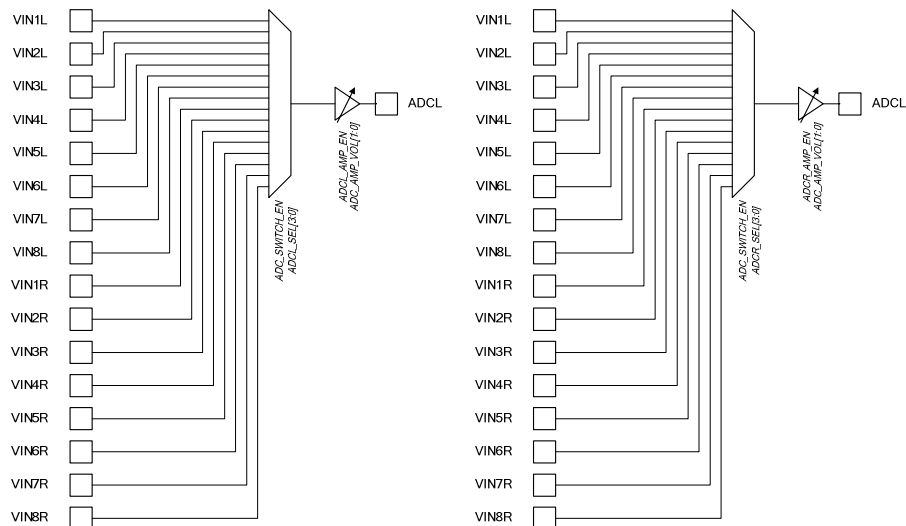 VIN1L
VIN2L
VIN3L
VIN4L
VIN5L
VIN6L
VIN7L
VIN8L
VIN1R
VIN2R
VIN3R
VIN4R
VIN5R
VIN6R
VIN7R
VIN8R
ADC_SWITCH_EN
ADCL_SEL[3:0]
ADCL_AMP_EN
ADC_AMP_VOL[1:0]
ADCL
VIN1L
VIN2L
VIN3L
VIN4L
VIN5L
VIN6L
VIN7L
VIN8L
VIN1R
VIN2R
VIN3R
VIN4R
VIN5R
VIN6R
VIN7R
VIN8R
ADC_SWITCH_EN
ADCR_SEL[3:0]
ADCR_AMP_EN
ADC_AMP_VOL[1:0]
ADCL